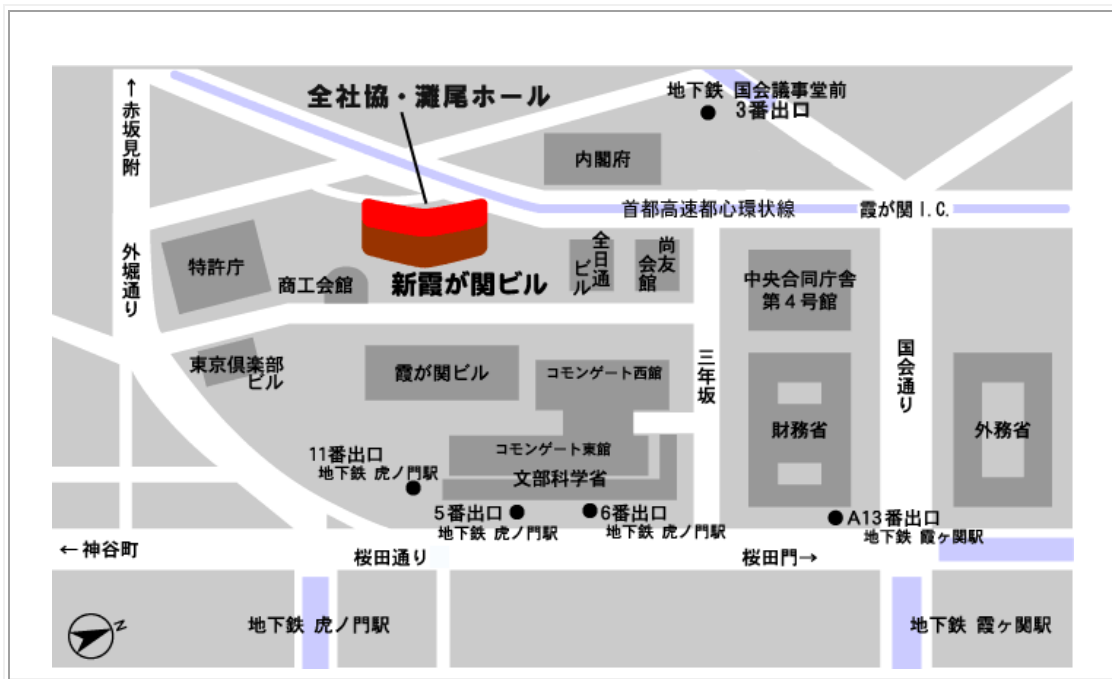 ↑赤坂見附
全社協・灘尾ホール
地下鉄 国会議事堂前
3番出口
内閣府
首都高速都心環状線
霞が関 I.C.
外堀通り
特許庁
商工会館
新霞が関ビル
全日通
ビル
尚友
会館
中央合同庁舎
第４号館
東京倶楽部
ビル
霞が関ビル
コモンゲート西館
三年坂
国会通り
財務省
外務省
コモンゲート東館
文部科学省
11番出口
地下鉄 虎ノ門駅
5番出口
地下鉄 虎ノ門駅
6番出口
地下鉄 虎ノ門駅
A13番出口
地下鉄 霞ヶ関駅
←神谷町
桜田通り
桜田門→
N
地下鉄 虎ノ門駅
地下鉄 霞ヶ関駅